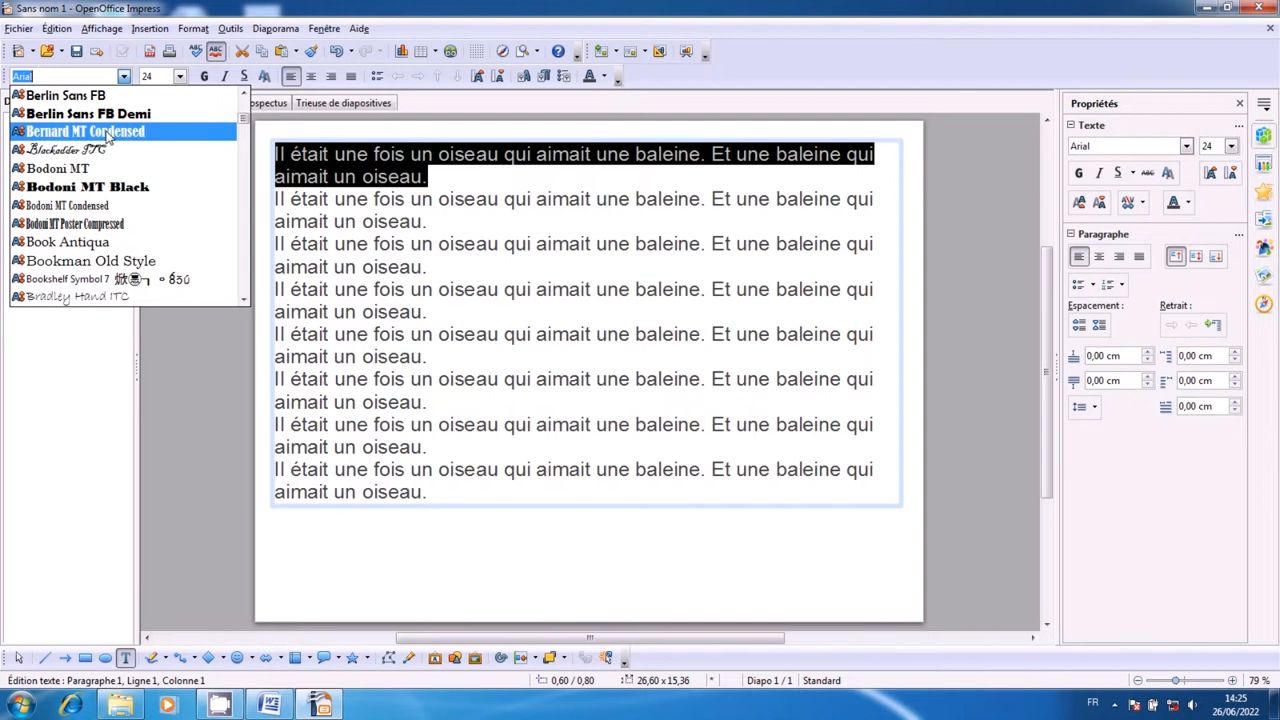 Sans nom 1 - OpenOffice Impress
Fichier Édition Affichage Insertion Format Outils Diaporama Fenêtre Aide
Arial 24
Berlin Sans FB
Berlin Sans FB Demi
Bernard MT Condensed
Blackadder ITC
Bodoni MT
Bodoni MT Black
Bodoni MT Condensed
Bodoni MT Poster Compressed
Book Antiqua
Bookman Old Style
Bookshelf Symbol 7
Bradley Hand ITC
ospectus Trieuse de diapositives
Il était une fois un oiseau qui aimait une baleine. Et une baleine qui
aimait un oiseau.
Il était une fois un oiseau qui aimait une baleine. Et une baleine qui
aimait un oiseau.
Il était une fois un oiseau qui aimait une baleine. Et une baleine qui
aimait un oiseau.
Il était une fois un oiseau qui aimait une baleine. Et une baleine qui
aimait un oiseau.
Il était une fois un oiseau qui aimait une baleine. Et une baleine qui
aimait un oiseau.
Il était une fois un oiseau qui aimait une baleine. Et une baleine qui
aimait un oiseau.
Il était une fois un oiseau qui aimait une baleine. Et une baleine qui
aimait un oiseau.
Il était une fois un oiseau qui aimait une baleine. Et une baleine qui
aimait un oiseau.
Propriétés
Texte
Arial 24
Paragraphe
Espacement : Retrait :
0,00 cm 0,00 cm
0,00 cm 0,00 cm
0,00 cm
Édition texte : Paragraphe 1, Ligne 1, Colonne 1 0,60 / 0,80 26,60 x 15,36 * Diapo 1 / 1 Standard 79 %
FR 14:25
26/06/2022